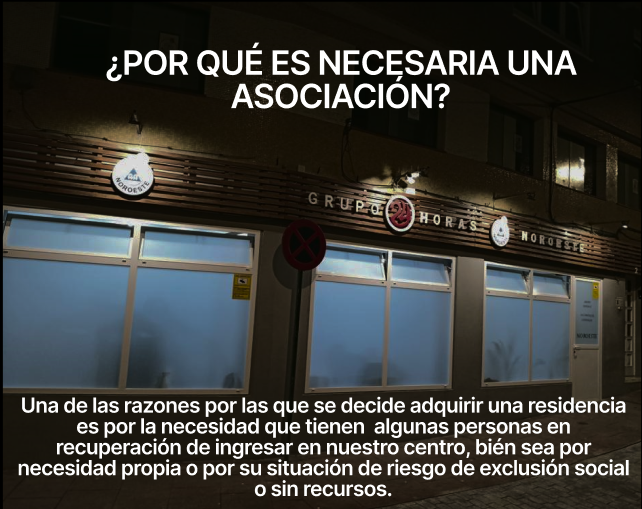 ¿POR QUÉ ES NECESARIA UNA
ASOCIACIÓN?
NOROESTE
GRUPO HORAS NOROESTE
Una de las razones por las que se decide adquirir una residencia
es por la necesidad que tienen algunas personas en
recuperación de ingresar en nuestro centro, bién sea por
necesidad propia o por su situación de riesgo de exclusión social
o sin recursos.